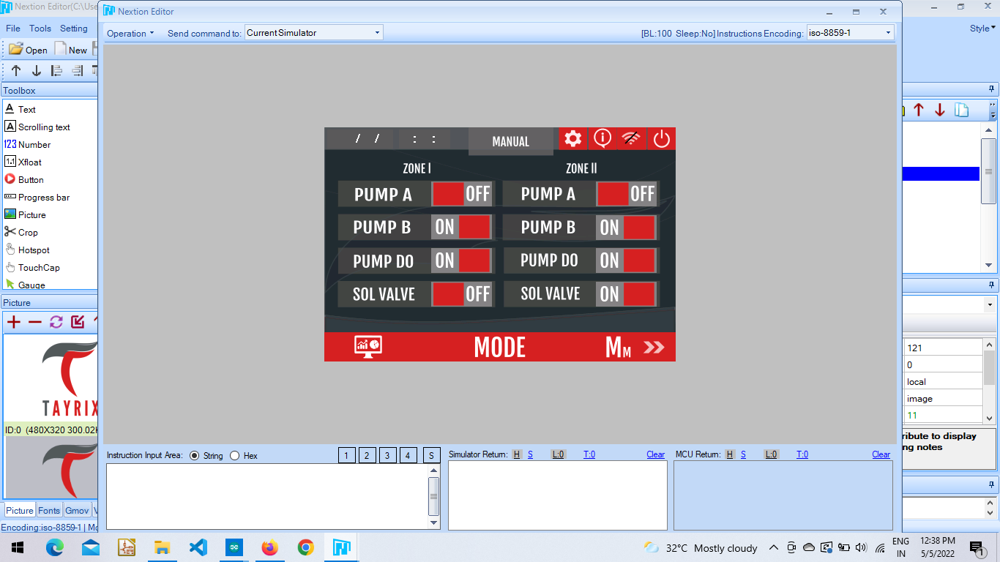 Nextion Editor(C:\Use
Nextion Editor
File Tools Setting
Style
Operation Send command to: Current Simulator [BL:100 Sleep:No] Instructions Encoding: iso-8859-1
Open New
Toolbox
Text
Scrolling text
123 Number
1.1 Xfloat
Button
Progress bar
Picture
Crop
Hotspot
TouchCap
Gauge
Picture
TAYRIX
ID:0 (480X320 300.02K
Picture Fonts Gmov V
Encoding:iso-8859-1 | Mo
/ / : : MANUAL
ZONE I ZONE II
PUMP A OFF PUMP A OFF
PUMP B ON PUMP B ON
PUMP DO ON PUMP DO ON
SOL VALVE OFF SOL VALVE ON
MODE MM
121
0
local
image
11
ribute to display
ng notes
Instruction Input Area: String Hex 1 2 3 4 S
Simulator Return: H S L:0 T:0 Clear
MCU Return: H S L:0 T:0 Clear
32°C Mostly cloudy
ENG
IN
12:38 PM
5/5/2022
1